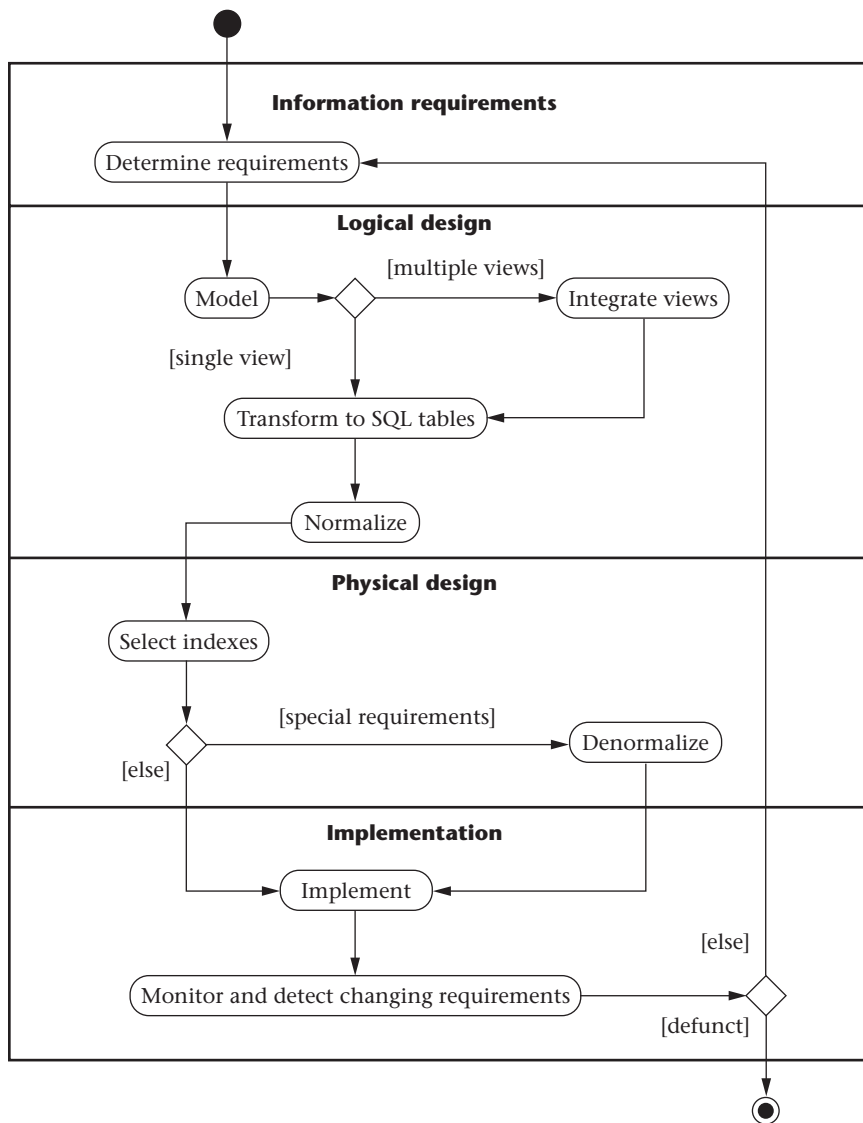 Information requirements
Determine requirements
Logical design
[multiple views]
Model
Integrate views
[single view]
Transform to SQL tables
Normalize
Physical design
Select indexes
[special requirements]
Denormalize
[else]
Implementation
Implement
[else]
Monitor and detect changing requirements
[defunct]